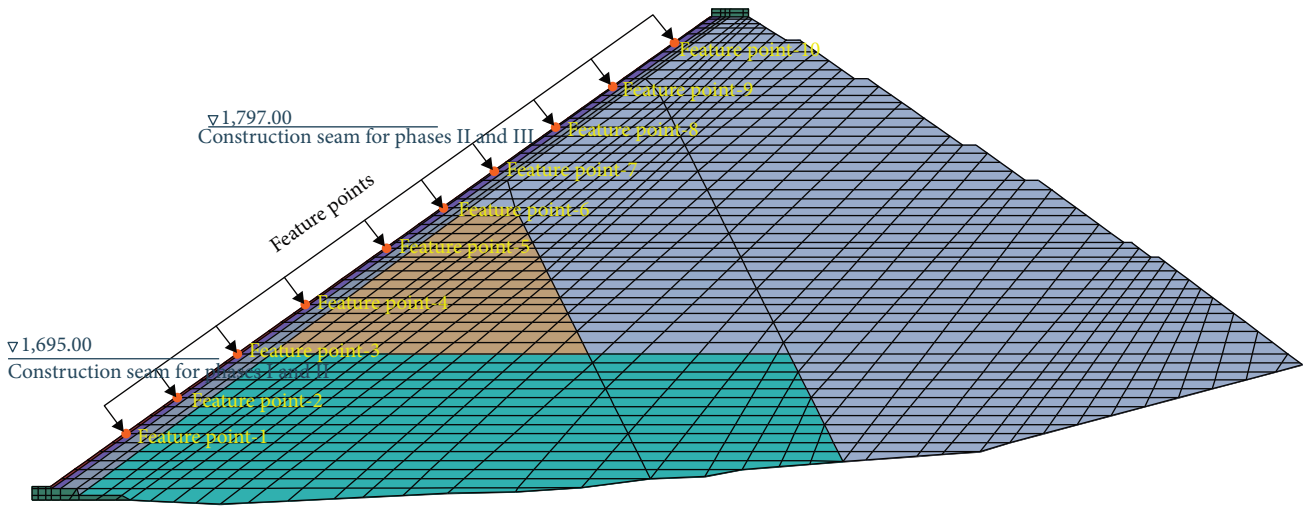 Feature point-10
Feature point-9
▽1,797.00
Construction seam for phases II and III
Feature point-8
Feature point-7
Feature points
Feature point-6
Feature point-5
Feature point-4
▽1,695.00
Feature point-3
Construction seam for phases I and II
Feature point-2
Feature point-1